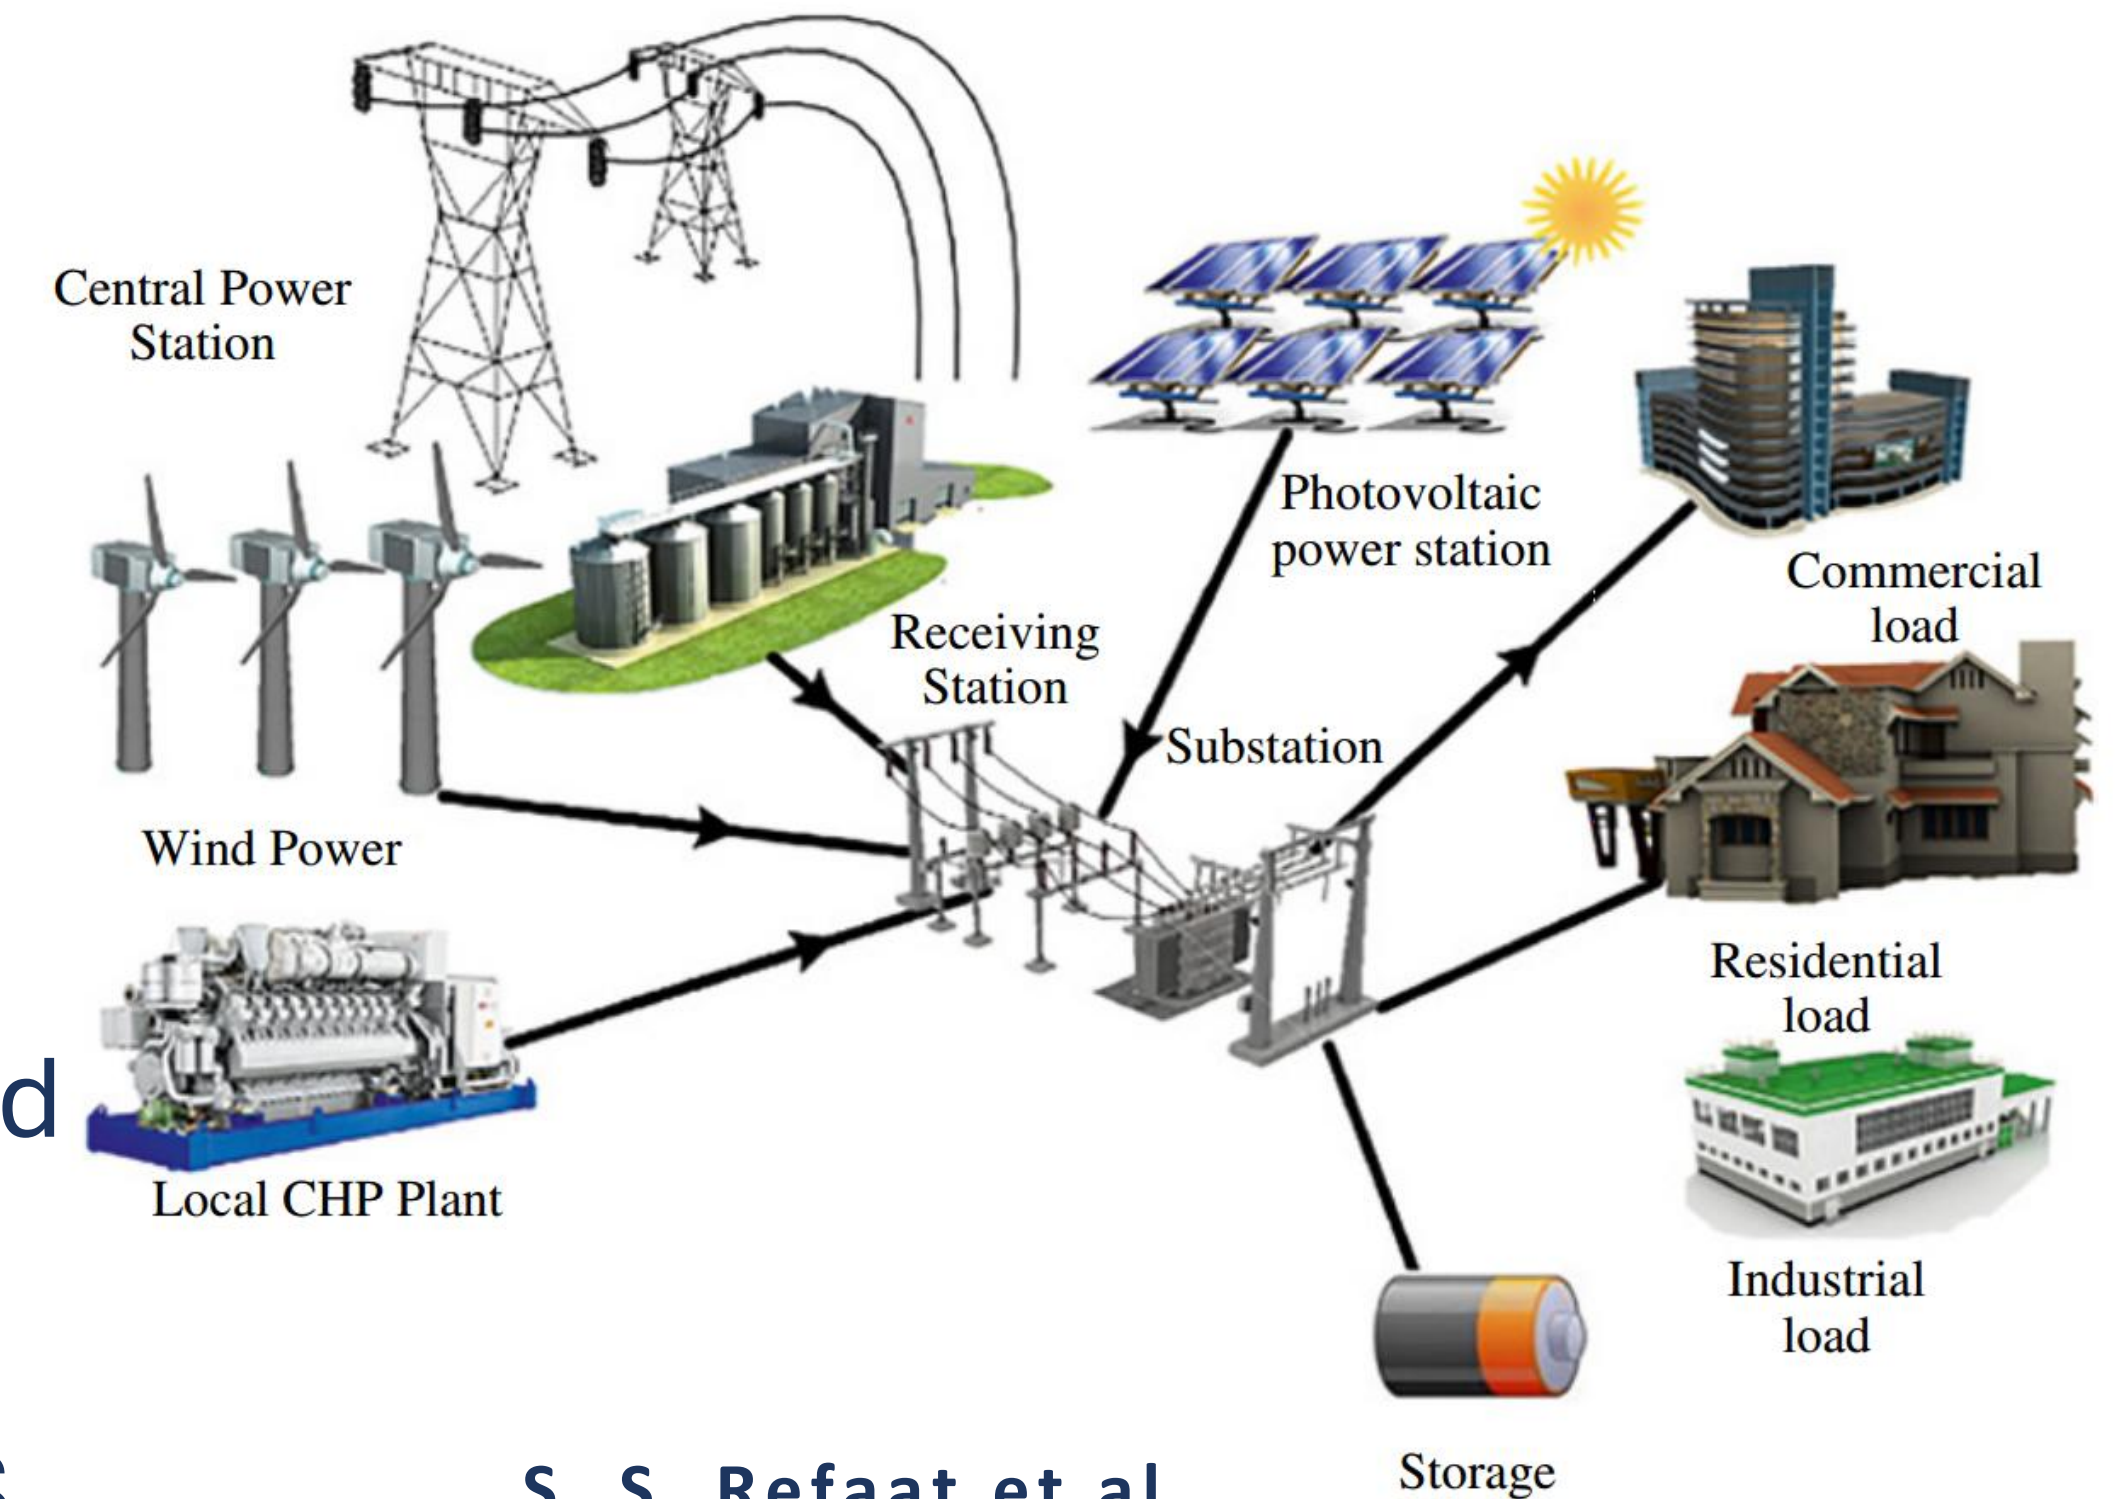 Central Power
Station
Photovoltaic
power station
Commercial
load
Receiving
Station
Substation
Wind Power
Residential
load
d
Local CHP Plant
Industrial
load
Storage
S. S. Refaat et al